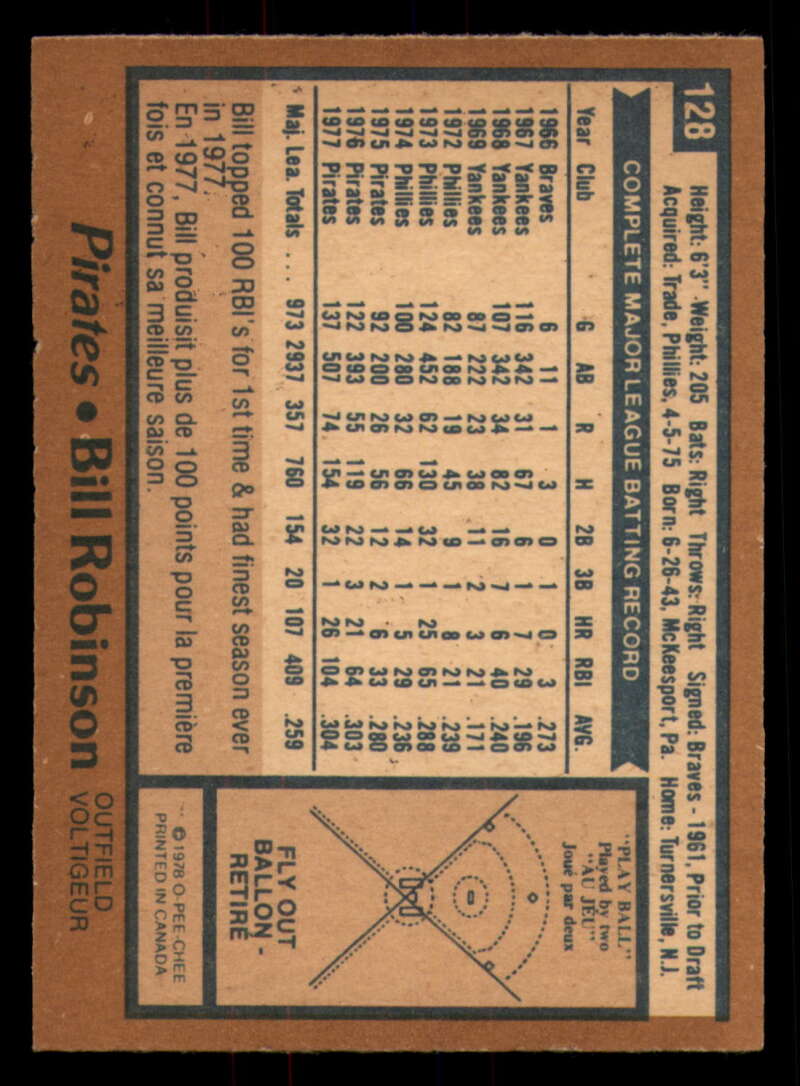 128
Height: 6'3" Weight: 205 Bats: Right Throws: Right Signed: Braves - 1961, Prior to Draft
Acquired: Trade, Phillies, 4-5-75 Born: 6-26-43, McKeesport, Pa. Home: Turnersville, N.J.
COMPLETE MAJOR LEAGUE BATTING RECORD
Year Club G AB R H 2B 3B HR RBI AVG.
1966 Braves 6 11 1 3 0 1 0 3 .273
1967 Yankees 116 342 31 67 6 1 7 29 .196
1968 Yankees 107 342 34 82 16 7 6 40 .240
1969 Yankees 87 222 23 38 11 2 3 21 .171
1972 Phillies 82 188 19 45 9 1 8 21 .239
1973 Phillies 124 452 62 130 32 1 25 65 .288
1974 Phillies 100 280 32 66 14 1 5 29 .236
1975 Pirates 92 200 26 56 12 2 6 33 .280
1976 Pirates 122 393 55 119 22 3 21 64 .303
1977 Pirates 137 507 74 154 32 1 26 104 .304
Maj. Lea. Totals .... 973 2937 357 760 154 20 107 409 .259
Bill topped 100 RBI's for 1st time & had finest season ever
in 1977.
En 1977, Bill produisit plus de 100 points pour la première
fois et connut sa meilleure saison.
"PLAY BALL"
Played by two
"AU JEU"
Joué par deux
FLY OUT
BALLON -
RETIRÉ
© 1978 O-PEE-CHEE
PRINTED IN CANADA
Pirates • Bill Robinson
OUTFIELD
VOLTIGEUR